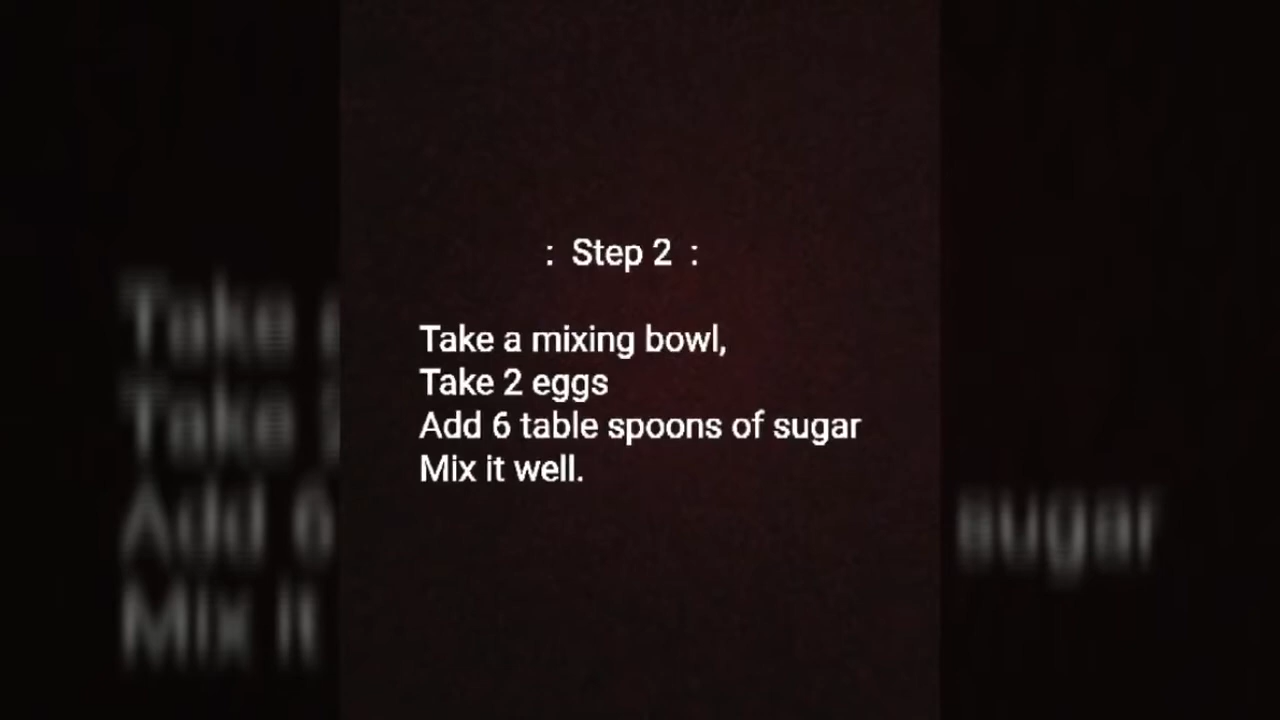 : Step 2 :
Take a mixing bowl,
Take 2 eggs
Add 6 table spoons of sugar
Mix it well.